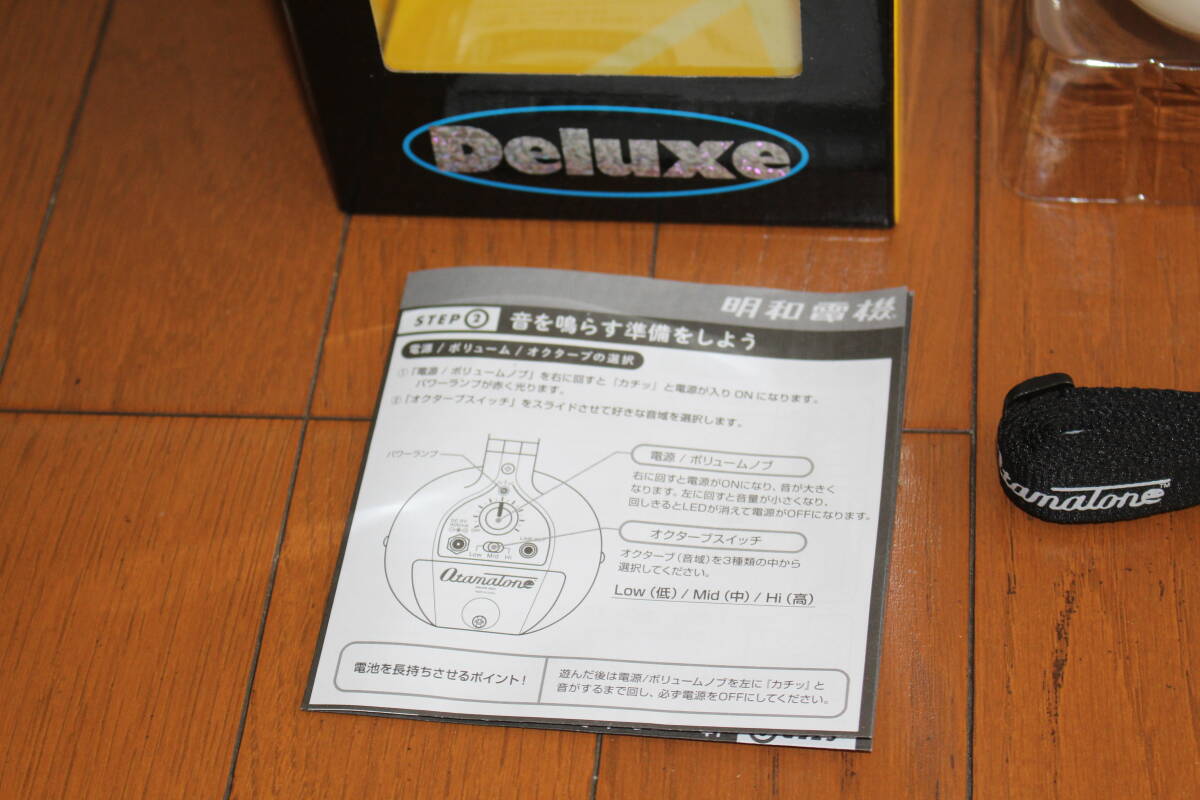 Deluxe
明和電機
STEP 2 音を鳴らす準備をしよう
電源 / ボリューム / オクターブの選択
①「電源 / ボリュームノブ」を右に回すと「カチッ」と電源が入り ON になります。
パワーランプが赤く光ります。
②「オクターブスイッチ」をスライドさせて好きな音域を選択します。
パワーランプ
電源 / ボリュームノブ
右に回すと電源がONになり、音が大きく
なります。左に回すと音量が小さくなり、
回しきるとLEDが消えて電源がOFFになります。
オクターブスイッチ
オクターブ(音域)を3種類の中から
選択してください。
Low(低) / Mid(中) / Hi(高)
Low Mid Hi
Otamatone
電池を長持ちさせるポイント!
遊んだ後は電源/ボリュームノブを左に「カチッ」と
音がするまで回し、必ず電源をOFFにしてください。
Otamatone™